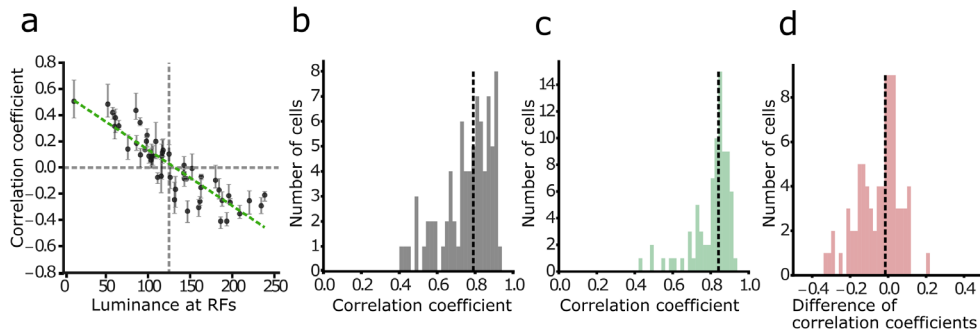 a
Correlation coefficient
0.8
0.6
0.4
0.2
0.0
−0.2
−0.4
−0.6
−0.8
0 50 100 150 200 250
Luminance at RFs
b
Number of cells
8
7
6
5
4
3
2
1
0
0.0 0.2 0.4 0.6 0.8 1.0
Correlation coefficient
c
Number of cells
14
12
10
8
6
4
2
0
0.0 0.2 0.4 0.6 0.8 1.0
Correlation coefficient
d
Number of cells
8
6
4
2
0
−0.4 −0.2 0.0 0.2 0.4
Difference of
correlation coefficients